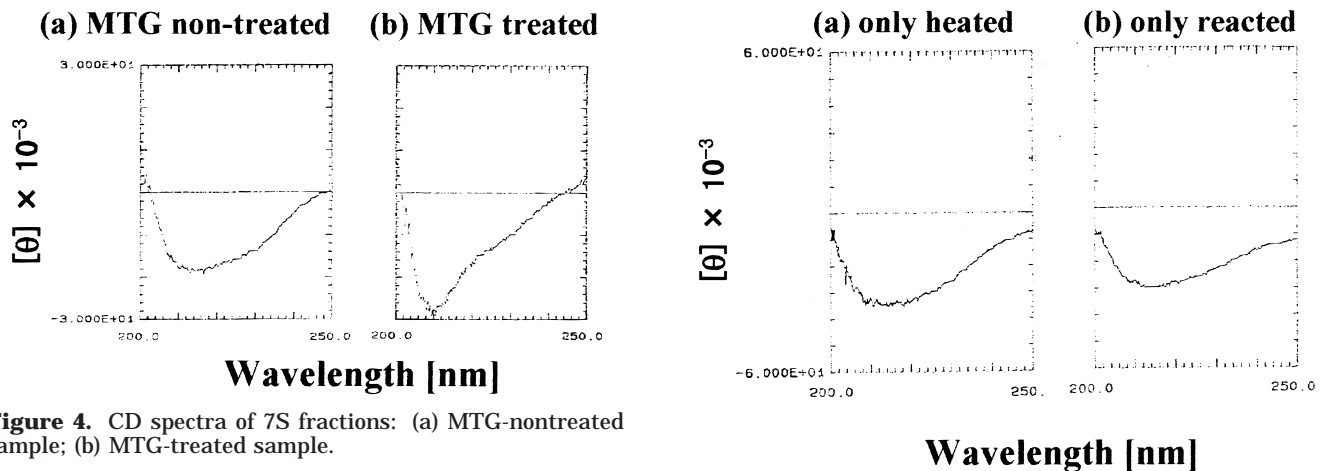 (a) MTG non-treated (b) MTG treated
3.000E+01
[θ] × 10⁻³
-3.000E+01
200.0 250.0 200.0 250.0
Wavelength [nm]
igure 4. CD spectra of 7S fractions: (a) MTG-nontreated
ample; (b) MTG-treated sample.
(a) only heated (b) only reacted
6.000E+01
[θ] × 10⁻³
-6.000E+01
200.0 250. 200.0 250.0
Wavelength [nm]